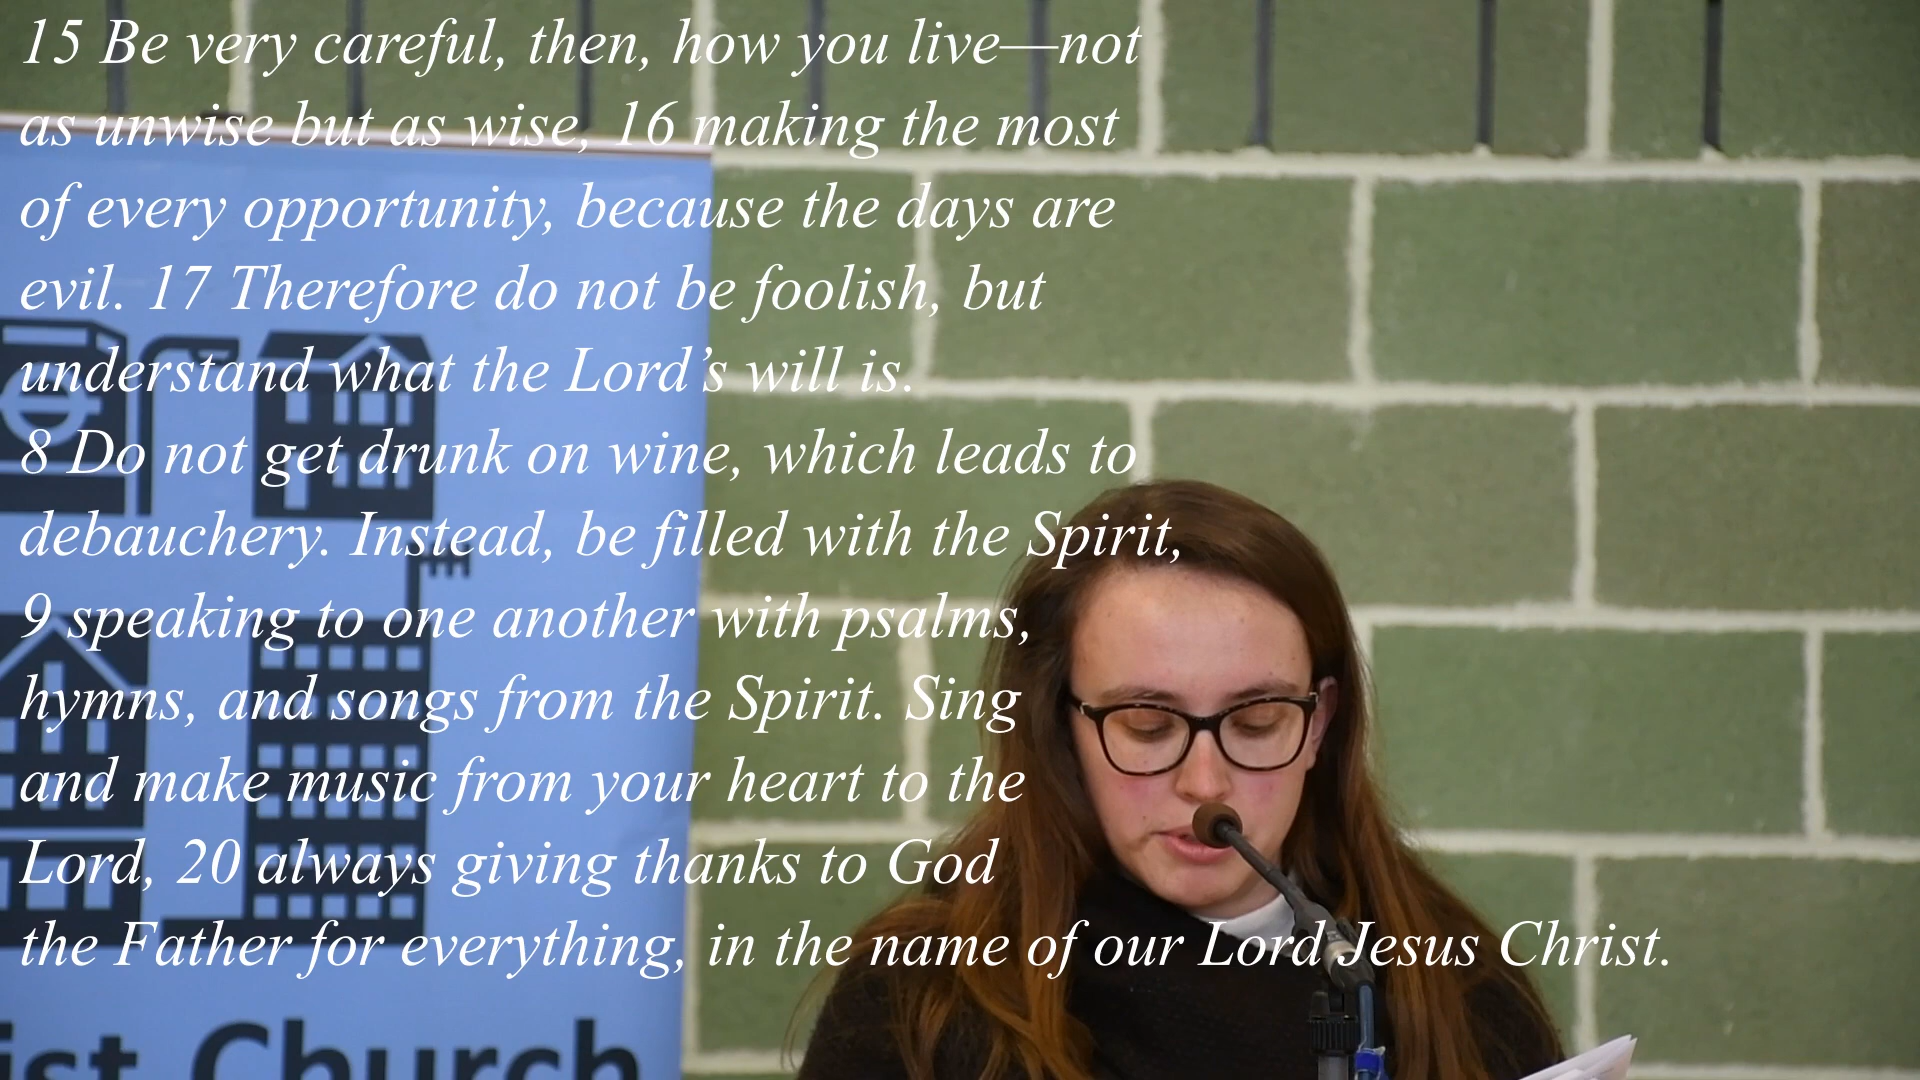 15 Be very careful, then, how you live—not
as unwise but as wise, 16 making the most
of every opportunity, because the days are
evil. 17 Therefore do not be foolish, but
understand what the Lord’s will is.
8 Do not get drunk on wine, which leads to
debauchery. Instead, be filled with the Spirit,
9 speaking to one another with psalms,
hymns, and songs from the Spirit. Sing
and make music from your heart to the
Lord, 20 always giving thanks to God
the Father for everything, in the name of our Lord Jesus Christ.
ist Church